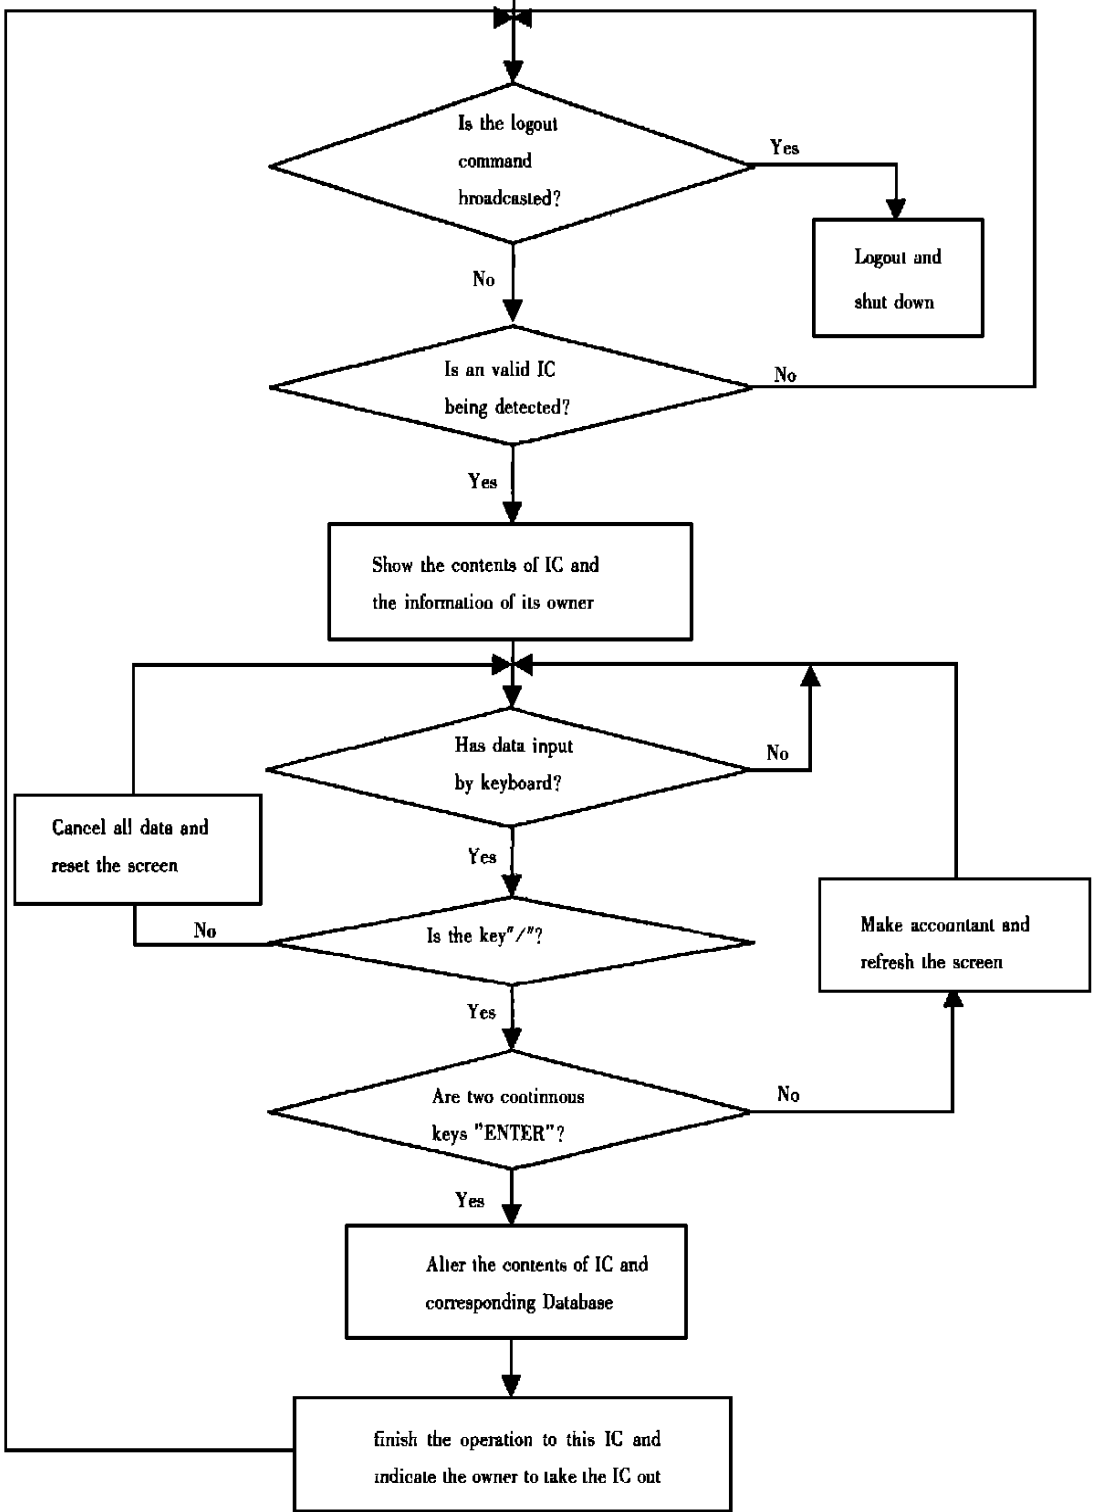 Is the logout
command
broadcasted?
Yes
Logout and
shut down
No
Is an valid IC
being detected?
No
Yes
Show the contents of IC and
the information of its owner
Has data input
by keyboard?
No
Yes
Cancel all data and
reset the screen
No
Is the key"/"?
Make accountant and
refresh the screen
Yes
Are two continuous
keys "ENTER"?
No
Yes
Alter the contents of IC and
corresponding Database
finish the operation to this IC and
indicate the owner to take the IC out